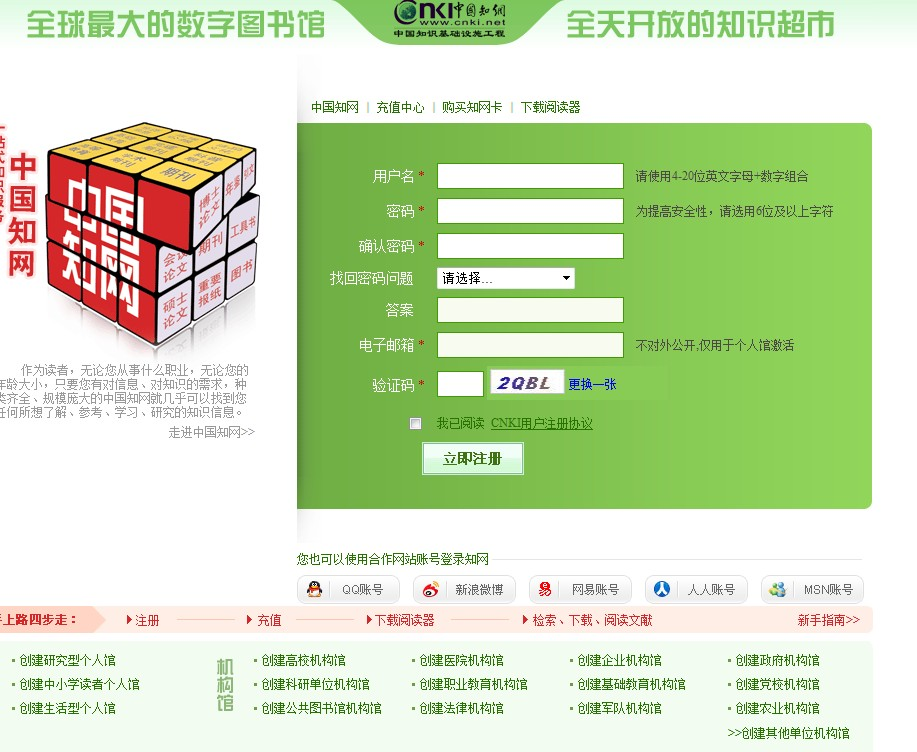 全球最大的数字图书馆
CNKI中国知网
www.cnki.net
中国知识基础设施工程
全天开放的知识超市
中国知网 | 充值中心 | 购买知网卡 | 下载阅读器
中国知网
期刊
博士论文
年鉴
中国知网
会议论文
期刊
工具书
硕士论文
重要报纸
图书
作为读者，无论您从事什么职业，无论您的
年龄大小，只要您有对信息、对知识的需求，种
类齐全、规模庞大的中国知网就几乎可以找到您
任何所想了解、参考、学习、研究的知识信息。
走进中国知网>>
用户名 * 请使用4-20位英文字母+数字组合
密码 * 为提高安全性，请选用6位及以上字符
确认密码 *
找回密码问题 请选择...
答案
电子邮箱 * 不对外公开,仅用于个人馆激活
验证码 * 2QBL 更换一张
我已阅读 CNKI用户注册协议
立即注册
您也可以使用合作网站账号登录知网
QQ账号 新浪微博 网易账号 人人账号 MSN账号
上路四步走： 注册 充值 下载阅读器 检索、下载、阅读文献 新手指南>>
机构馆
·创建研究型个人馆 ·创建高校机构馆 ·创建医院机构馆 ·创建企业机构馆 ·创建政府机构馆
·创建中小学读者个人馆 ·创建科研单位机构馆 ·创建职业教育机构馆 ·创建基础教育机构馆 ·创建党校机构馆
·创建生活型个人馆 ·创建公共图书馆机构馆 ·创建法律机构馆 ·创建军队机构馆 ·创建农业机构馆
>>创建其他单位机构馆